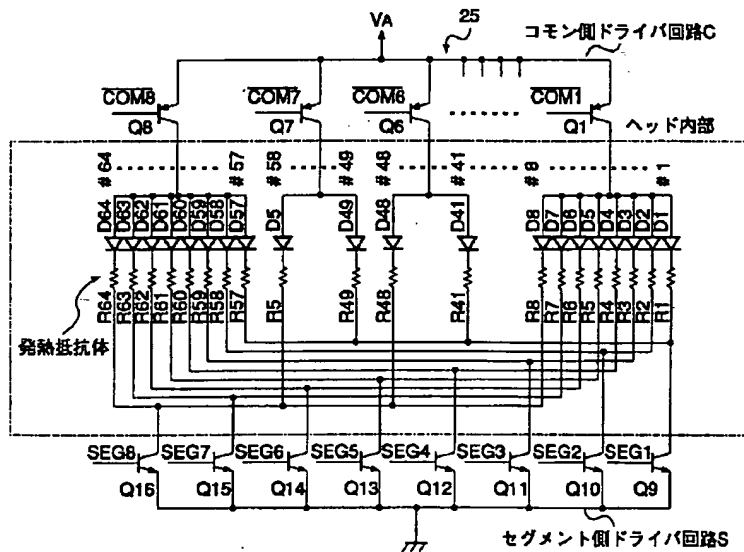 VA
25
コモン側ドライバ回路C
COM8
COM7
COM6
COM1
Q8
Q7
Q6
Q1
ヘッド内部
#64
#57
#58
#49
#48
#41
#8
#1
D64
D63
D62
D61
D60
D59
D58
D57
D5
D49
D48
D41
D8
D7
D6
D5
D4
D3
D2
D1
R64
R63
R62
R61
R60
R59
R58
R57
R5
R49
R48
R41
R8
R7
R6
R5
R4
R3
R2
R1
発熱抵抗体
SEG8
SEG7
SEG6
SEG5
SEG4
SEG3
SEG2
SEG1
Q16
Q15
Q14
Q13
Q12
Q11
Q10
Q9
セグメント側ドライバ回路S